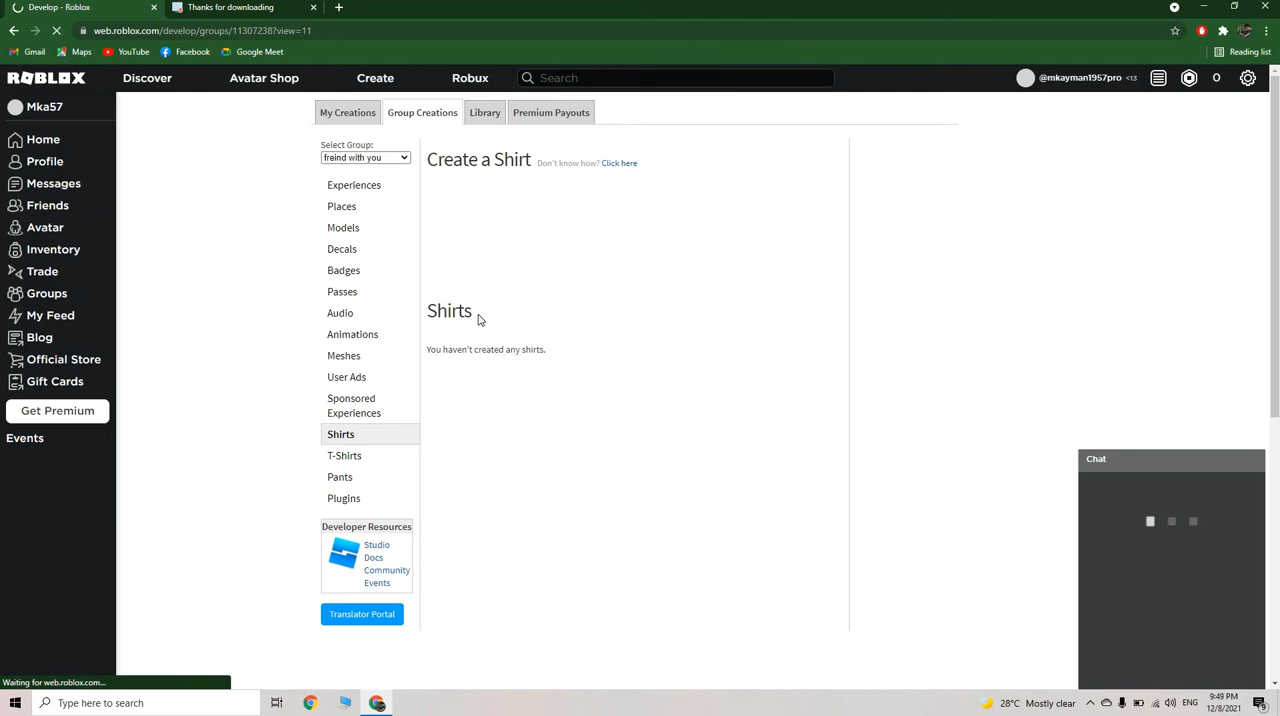 Develop - Roblox
Thanks for downloading
web.roblox.com/develop/groups/11307238?view=11
Gmail
Maps
YouTube
Facebook
Google Meet
Reading list
ROBLOX
Discover
Avatar Shop
Create
Robux
Search
@mkayman1957pro
<13
0
Mka57
Home
Profile
Messages
Friends
Avatar
Inventory
Trade
Groups
My Feed
Blog
Official Store
Gift Cards
Get Premium
Events
My Creations
Group Creations
Library
Premium Payouts
Select Group:
freind with you
Experiences
Places
Models
Decals
Badges
Passes
Audio
Animations
Meshes
User Ads
Sponsored
Experiences
Shirts
T-Shirts
Pants
Plugins
Developer Resources
Studio
Docs
Community
Events
Translator Portal
Create a Shirt Don't know how? Click here
Shirts
You haven't created any shirts.
Chat
Waiting for web.roblox.com...
Type here to search
28°C Mostly clear
ENG
9:49 PM
12/8/2021
9